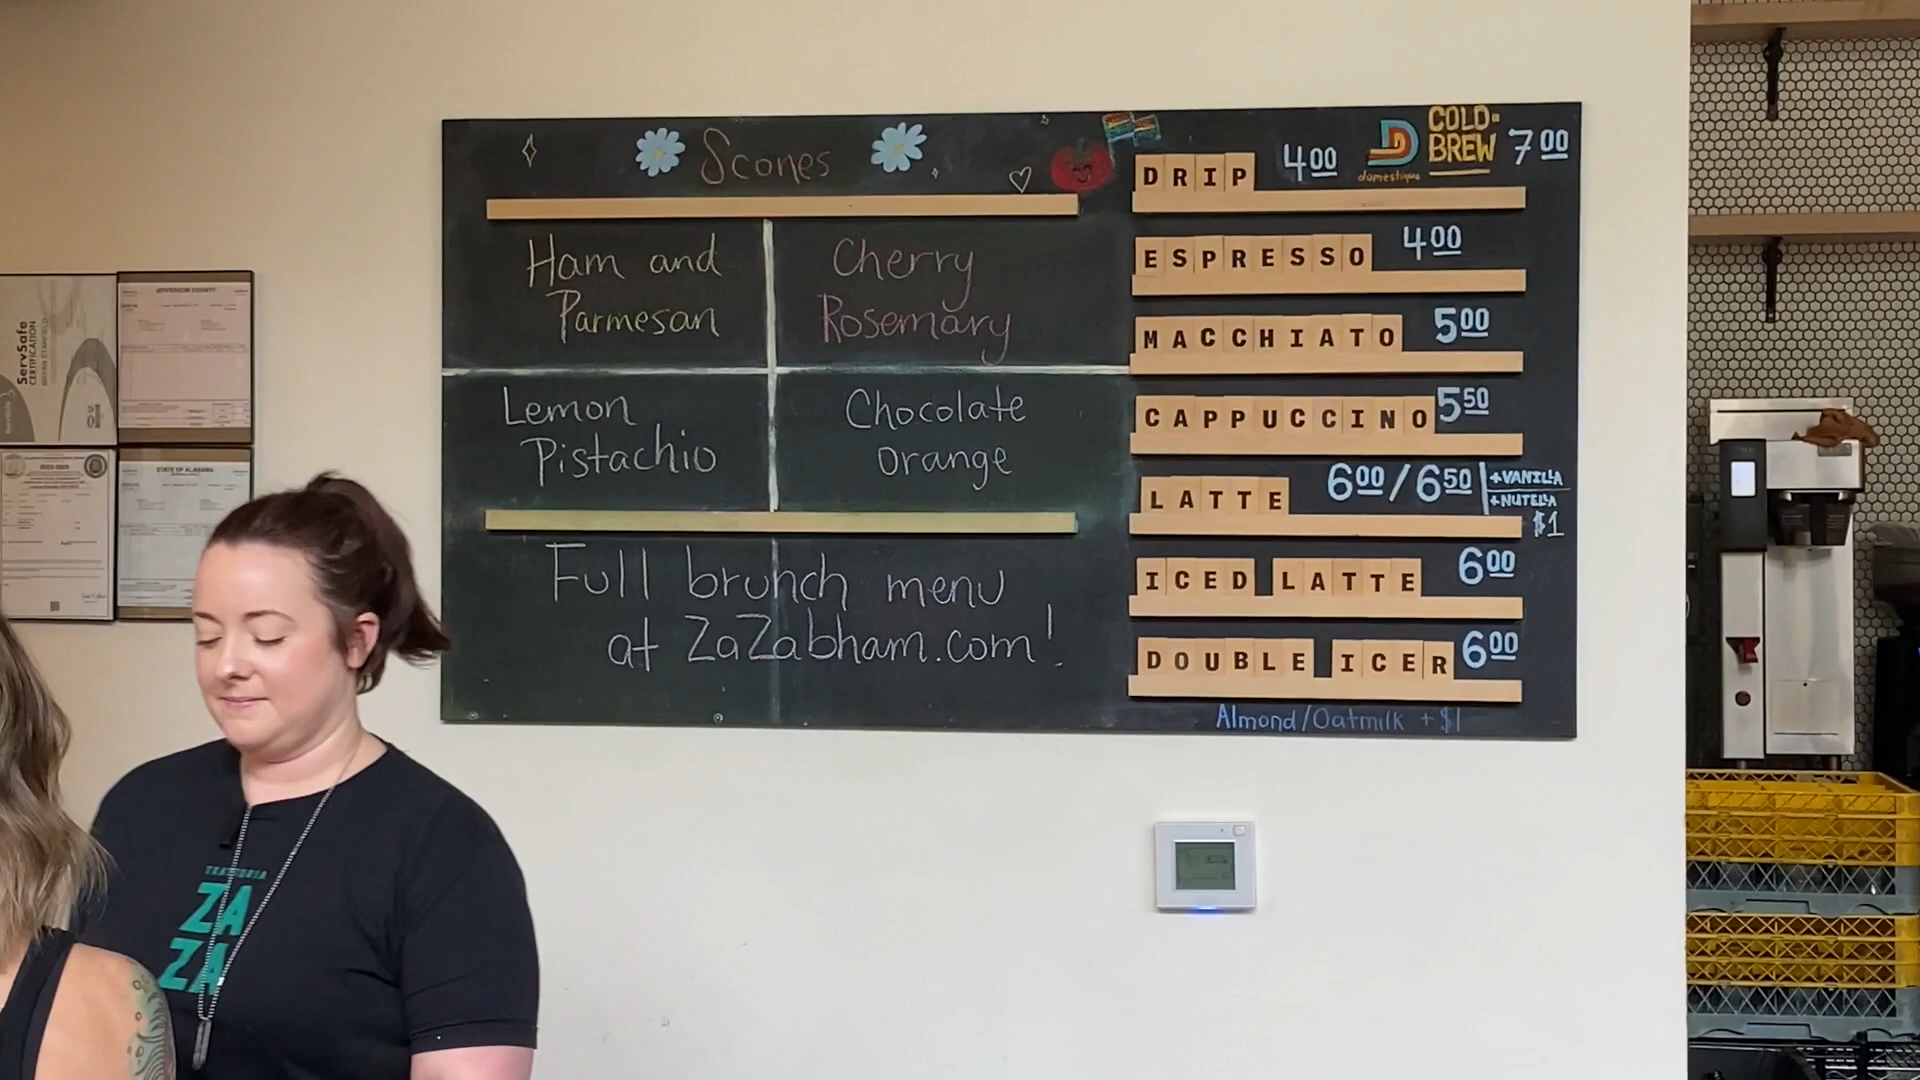 Scones
Ham and
Parmesan
Cherry
Rosemary
Lemon
Pistachio
Chocolate
Orange
Full brunch menu
at ZaZabham.com!
DRIP 4.00
domestique
COLD-
BREW 7.00
ESPRESSO 4.00
MACCHIATO 5.00
CAPPUCCINO 5.50
LATTE 6.00/6.50
+VANILLA
+NUTELLA
$1
ICED LATTE 6.00
DOUBLE ICER 6.00
Almond/Oatmilk +$1
ServSafe
CERTIFICATION
JEFFERSON COUNTY
STATE OF ALABAMA
TRATTORIA
ZA
ZA